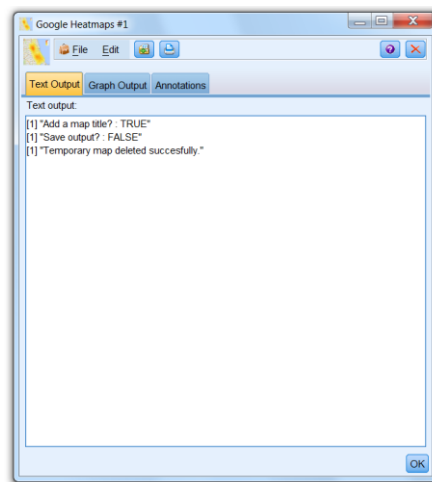 Google Heatmaps #1
File Edit
Text Output Graph Output Annotations
Text output:
[1] "Add a map title? : TRUE"
[1] "Save output? : FALSE"
[1] "Temporary map deleted succesfully."
OK